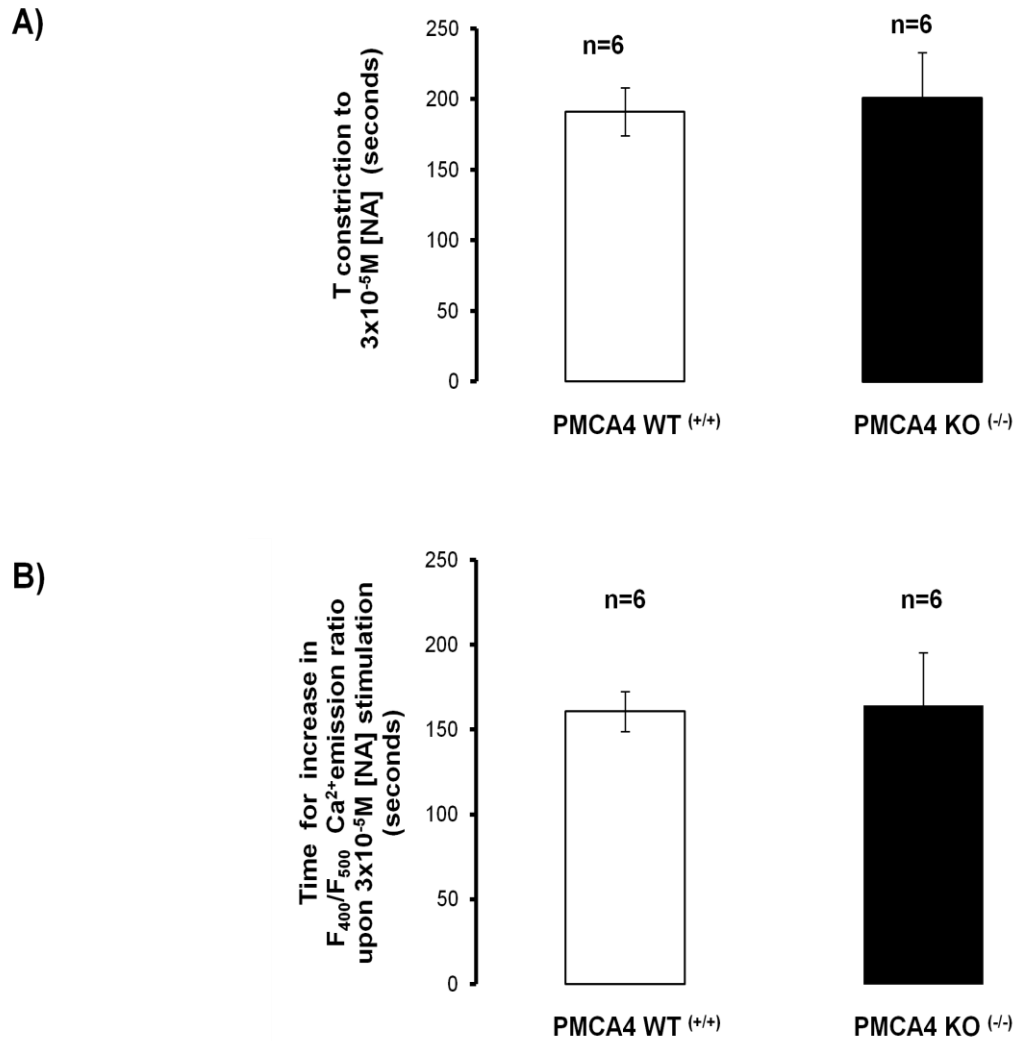 A)
T constriction to
3x10⁻⁵M [NA] (seconds)
250
200
150
100
50
0
n=6
n=6
PMCA4 WT (+/+)
PMCA4 KO (-/-)
B)
Time for increase in
F₄₀₀/F₅₀₀ Ca²⁺emission ratio
upon 3x10⁻⁵M [NA] stimulation
(seconds)
250
200
150
100
50
0
n=6
n=6
PMCA4 WT (+/+)
PMCA4 KO (-/-)